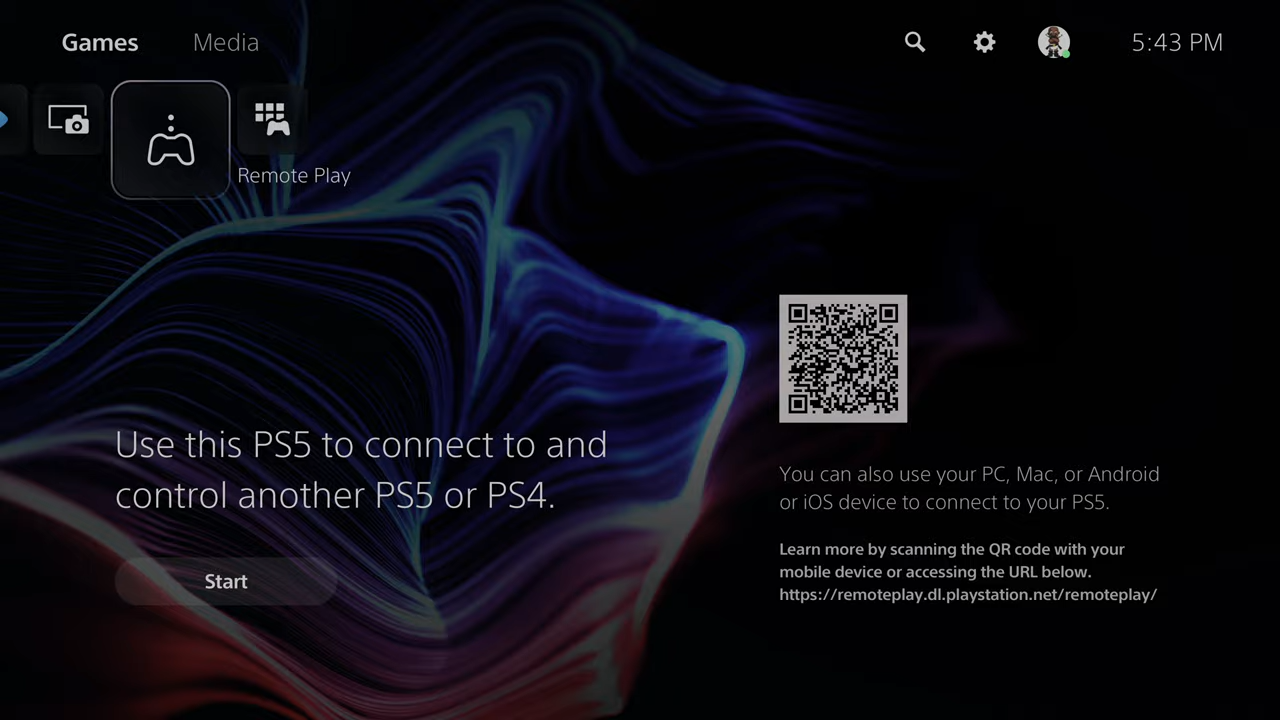 Games
Media
5:43 PM
Remote Play
Use this PS5 to connect to and
control another PS5 or PS4.
Start
You can also use your PC, Mac, or Android
or iOS device to connect to your PS5.
Learn more by scanning the QR code with your
mobile device or accessing the URL below.
https://remoteplay.dl.playstation.net/remoteplay/